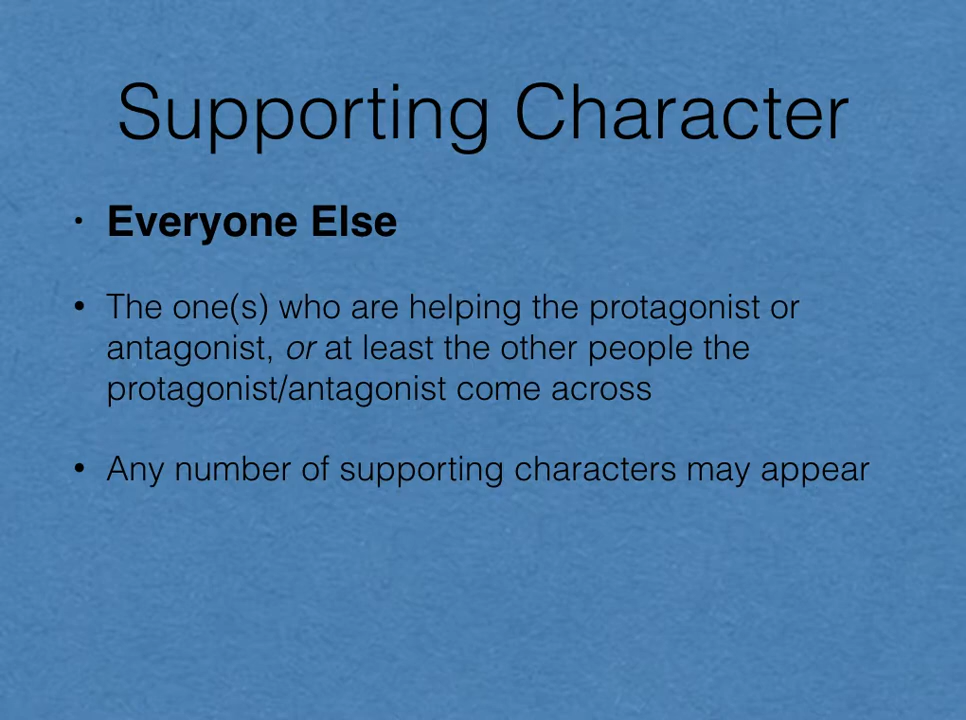 Supporting Character
• Everyone Else
• The one(s) who are helping the protagonist or
antagonist, or at least the other people the
protagonist/antagonist come across
• Any number of supporting characters may appear